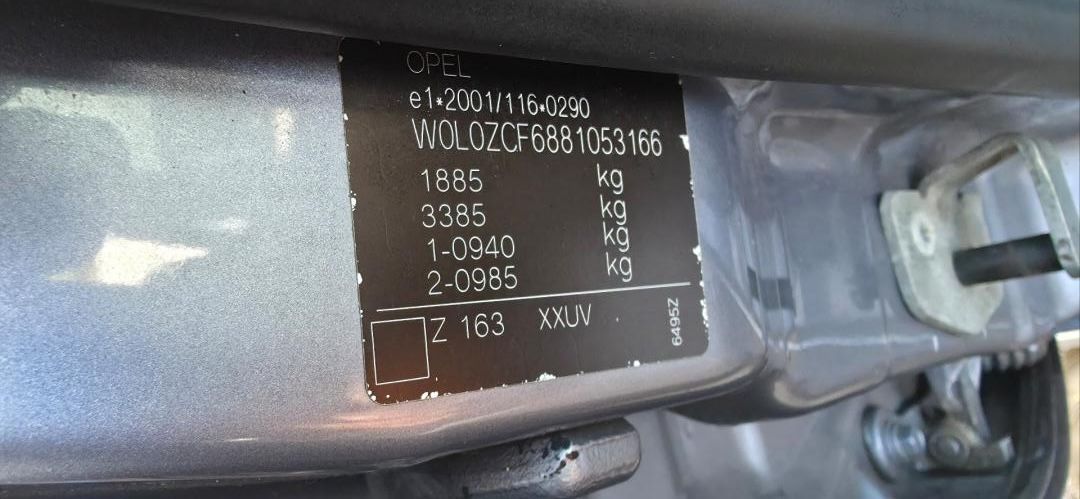 OPEL
e1*2001/116*0290
W0L0ZCF6881053166
1885 kg
3385 kg
1-0940 kg
2-0985 kg
Z 163 XXUV
6495Z